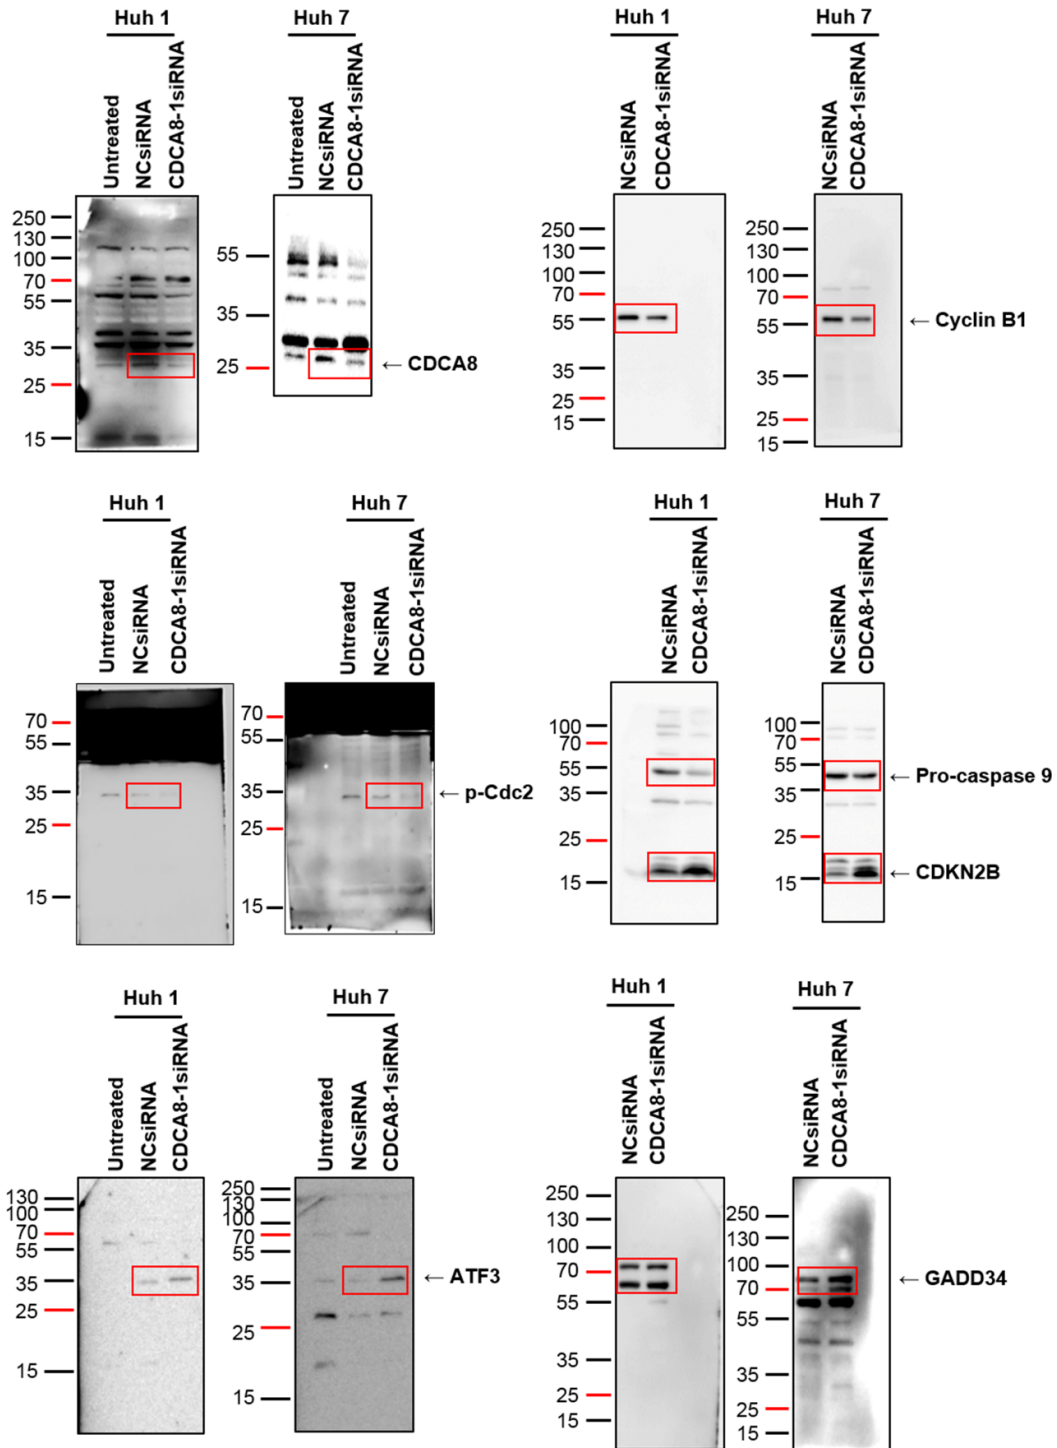 Huh 1
Untreated
NCsiRNA
CDCA8-1siRNA
250
130
100
70
55
35
25
15
Huh 7
Untreated
NCsiRNA
CDCA8-1siRNA
55
35
25
← CDCA8
Huh 1
NCsiRNA
CDCA8-1siRNA
250
130
100
70
55
35
25
15
Huh 7
NCsiRNA
CDCA8-1siRNA
250
130
100
70
55
35
25
15
← Cyclin B1
Huh 1
Untreated
NCsiRNA
CDCA8-1siRNA
70
55
35
25
15
Huh 7
Untreated
NCsiRNA
CDCA8-1siRNA
70
55
35
25
15
← p-Cdc2
Huh 1
NCsiRNA
CDCA8-1siRNA
100
70
55
35
25
15
Huh 7
NCsiRNA
CDCA8-1siRNA
100
70
55
35
25
15
← Pro-caspase 9
← CDKN2B
Huh 1
Untreated
NCsiRNA
CDCA8-1siRNA
130
100
70
55
35
25
15
Huh 7
Untreated
NCsiRNA
CDCA8-1siRNA
250
130
100
70
55
35
25
15
← ATF3
Huh 1
NCsiRNA
CDCA8-1siRNA
250
130
100
70
55
35
25
15
Huh 7
NCsiRNA
CDCA8-1siRNA
250
130
100
70
55
35
25
15
← GADD34